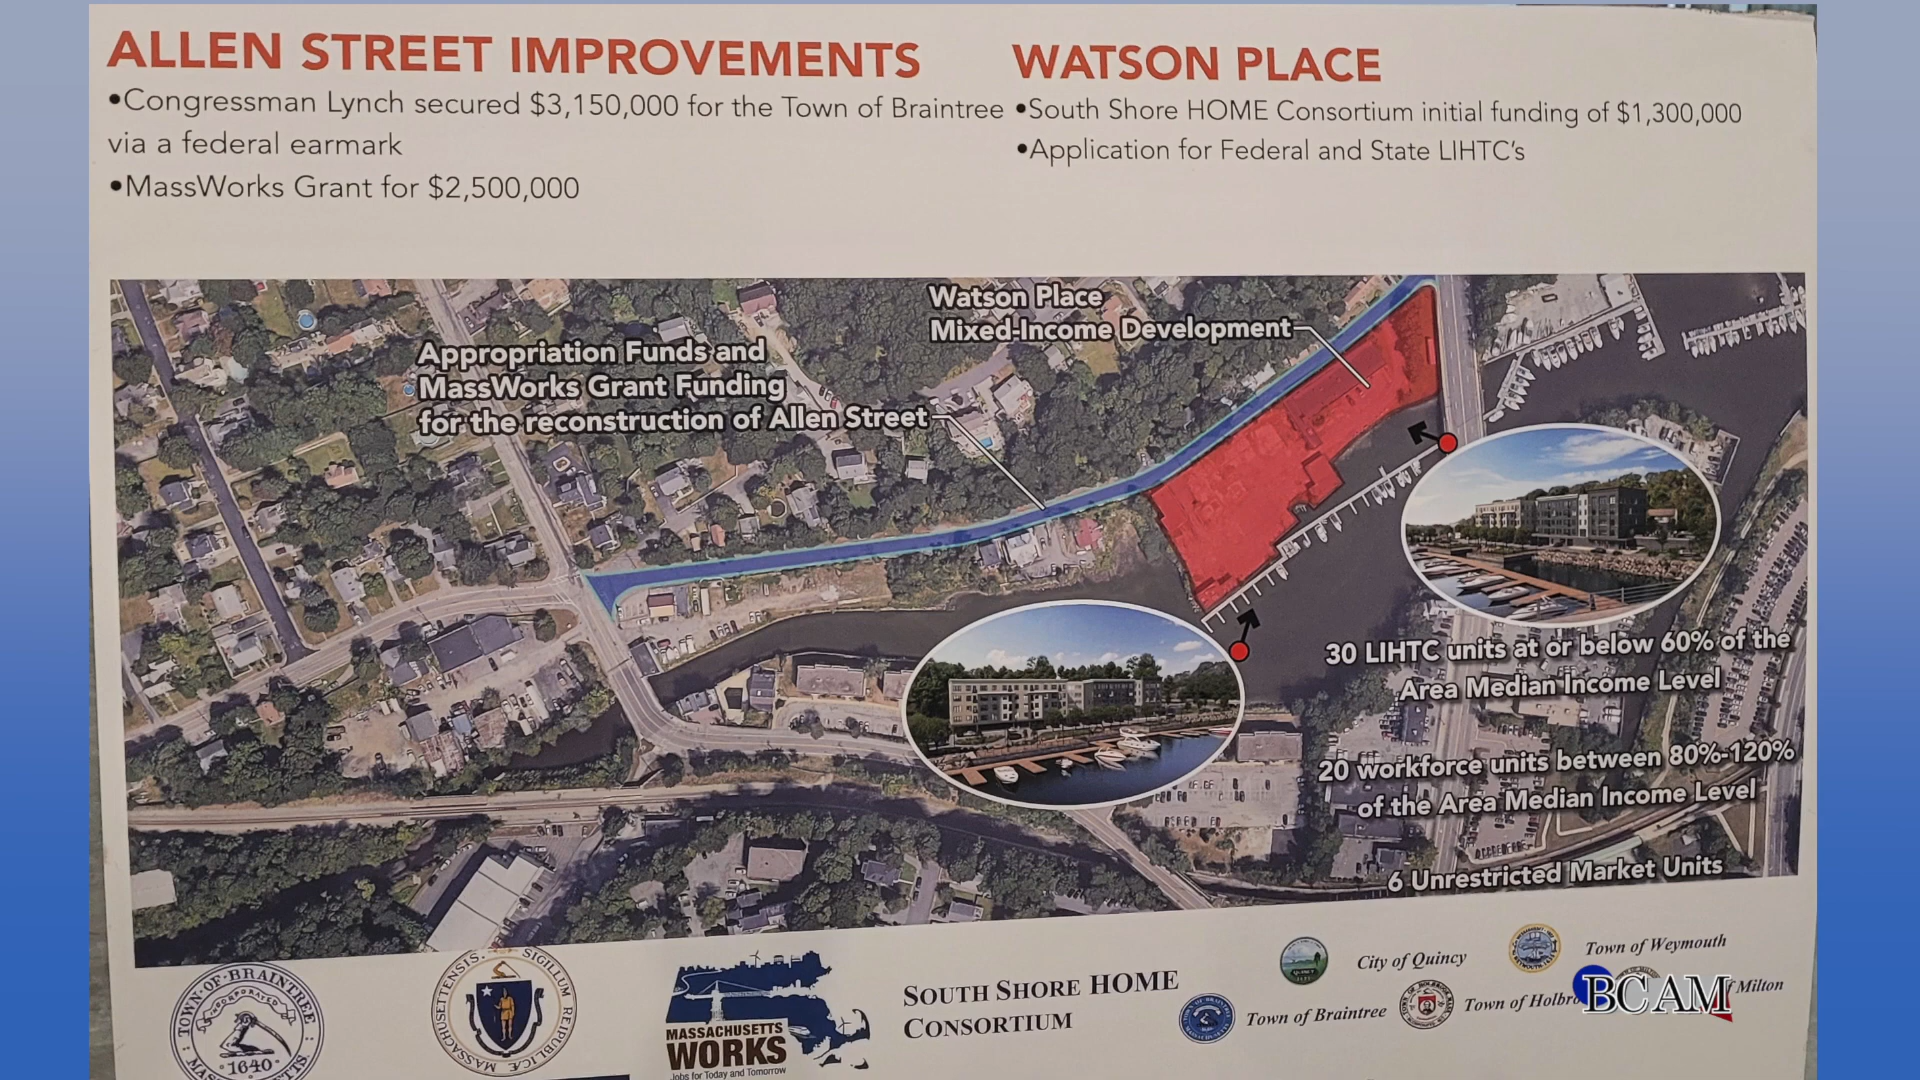 ALLEN STREET IMPROVEMENTS
•Congressman Lynch secured $3,150,000 for the Town of Braintree
via a federal earmark
•MassWorks Grant for $2,500,000
WATSON PLACE
•South Shore HOME Consortium initial funding of $1,300,000
•Application for Federal and State LIHTC's
Watson Place
Mixed-Income Development
Appropriation Funds and
MassWorks Grant Funding
for the reconstruction of Allen Street
30 LIHTC units at or below 60% of the
Area Median Income Level
20 workforce units between 80%-120%
of the Area Median Income Level
6 Unrestricted Market Units
TOWN OF BRAINTREE
INCORPORATED
1640
SIGILLUM REIPUBLICÆ MASSACHUSETTENSIS
MASSACHUSETTS
WORKS
Jobs for Today and Tomorrow
SOUTH SHORE HOME
CONSORTIUM
City of Quincy
Town of Weymouth
Town of Braintree
Town of
Milton
BCAM